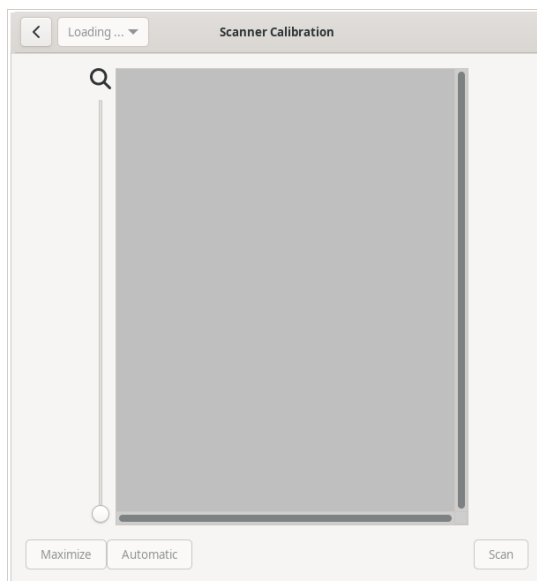 Loading ...
Scanner Calibration
Maximize
Automatic
Scan